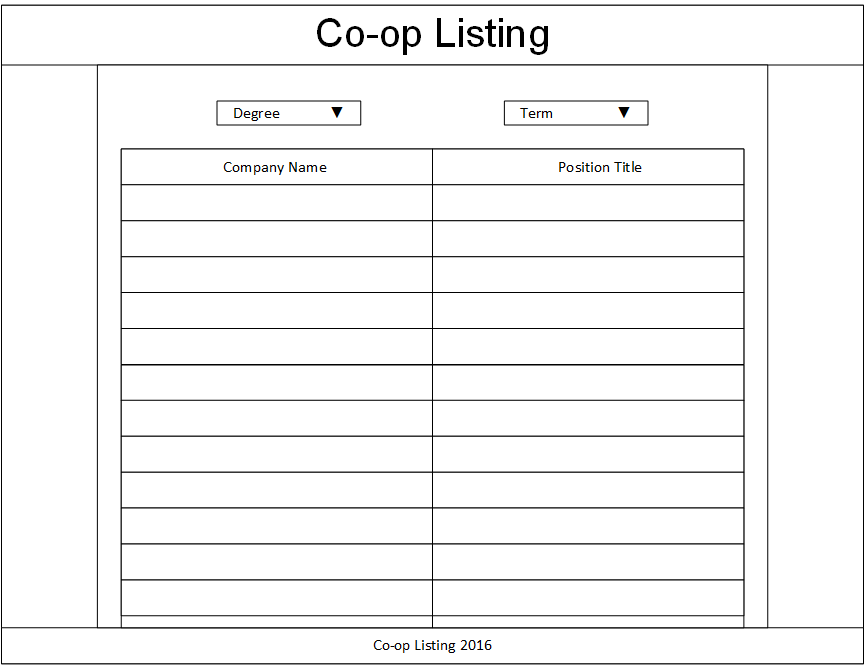 Co-op Listing
Degree ▼ Term ▼
Company Name Position Title
Co-op Listing 2016